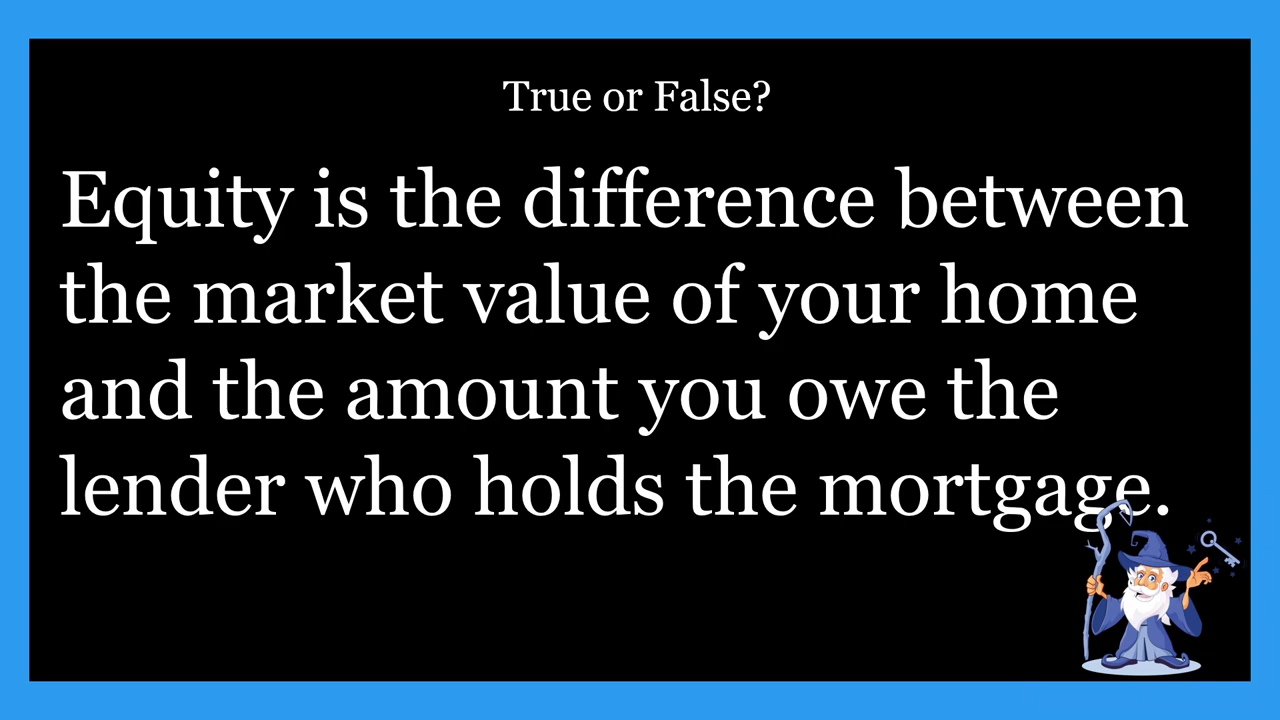 True or False?
Equity is the difference between
the market value of your home
and the amount you owe the
lender who holds the mortgage.